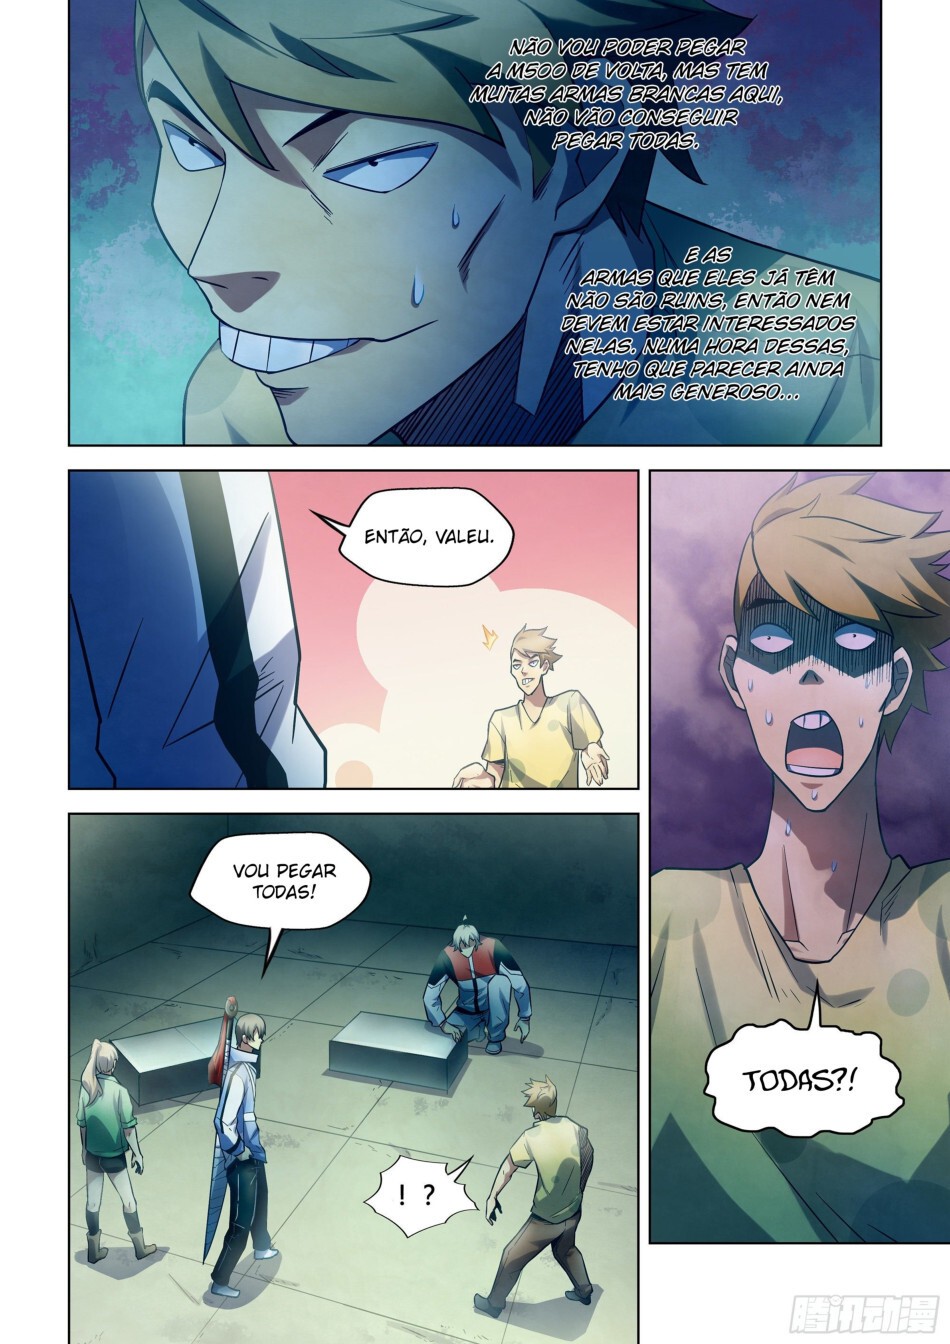 NÃO VOU PODER PEGAR
A M500 DE VOLTA, MAS TEM
MUITAS ARMAS BRANCAS AQUI,
NÃO VÃO CONSEGUIR
PEGAR TODAS.
E AS
ARMAS QUE ELES JÁ TÊM
NÃO SÃO RUINS, ENTÃO NEM
DEVEM ESTAR INTERESSADOS
NELAS. NUMA HORA DESSAS,
TENHO QUE PARECER AINDA
MAIS GENEROSO...
ENTÃO, VALEU.
VOU PEGAR
TODAS!
! ?
TODAS?!
腾讯动漫